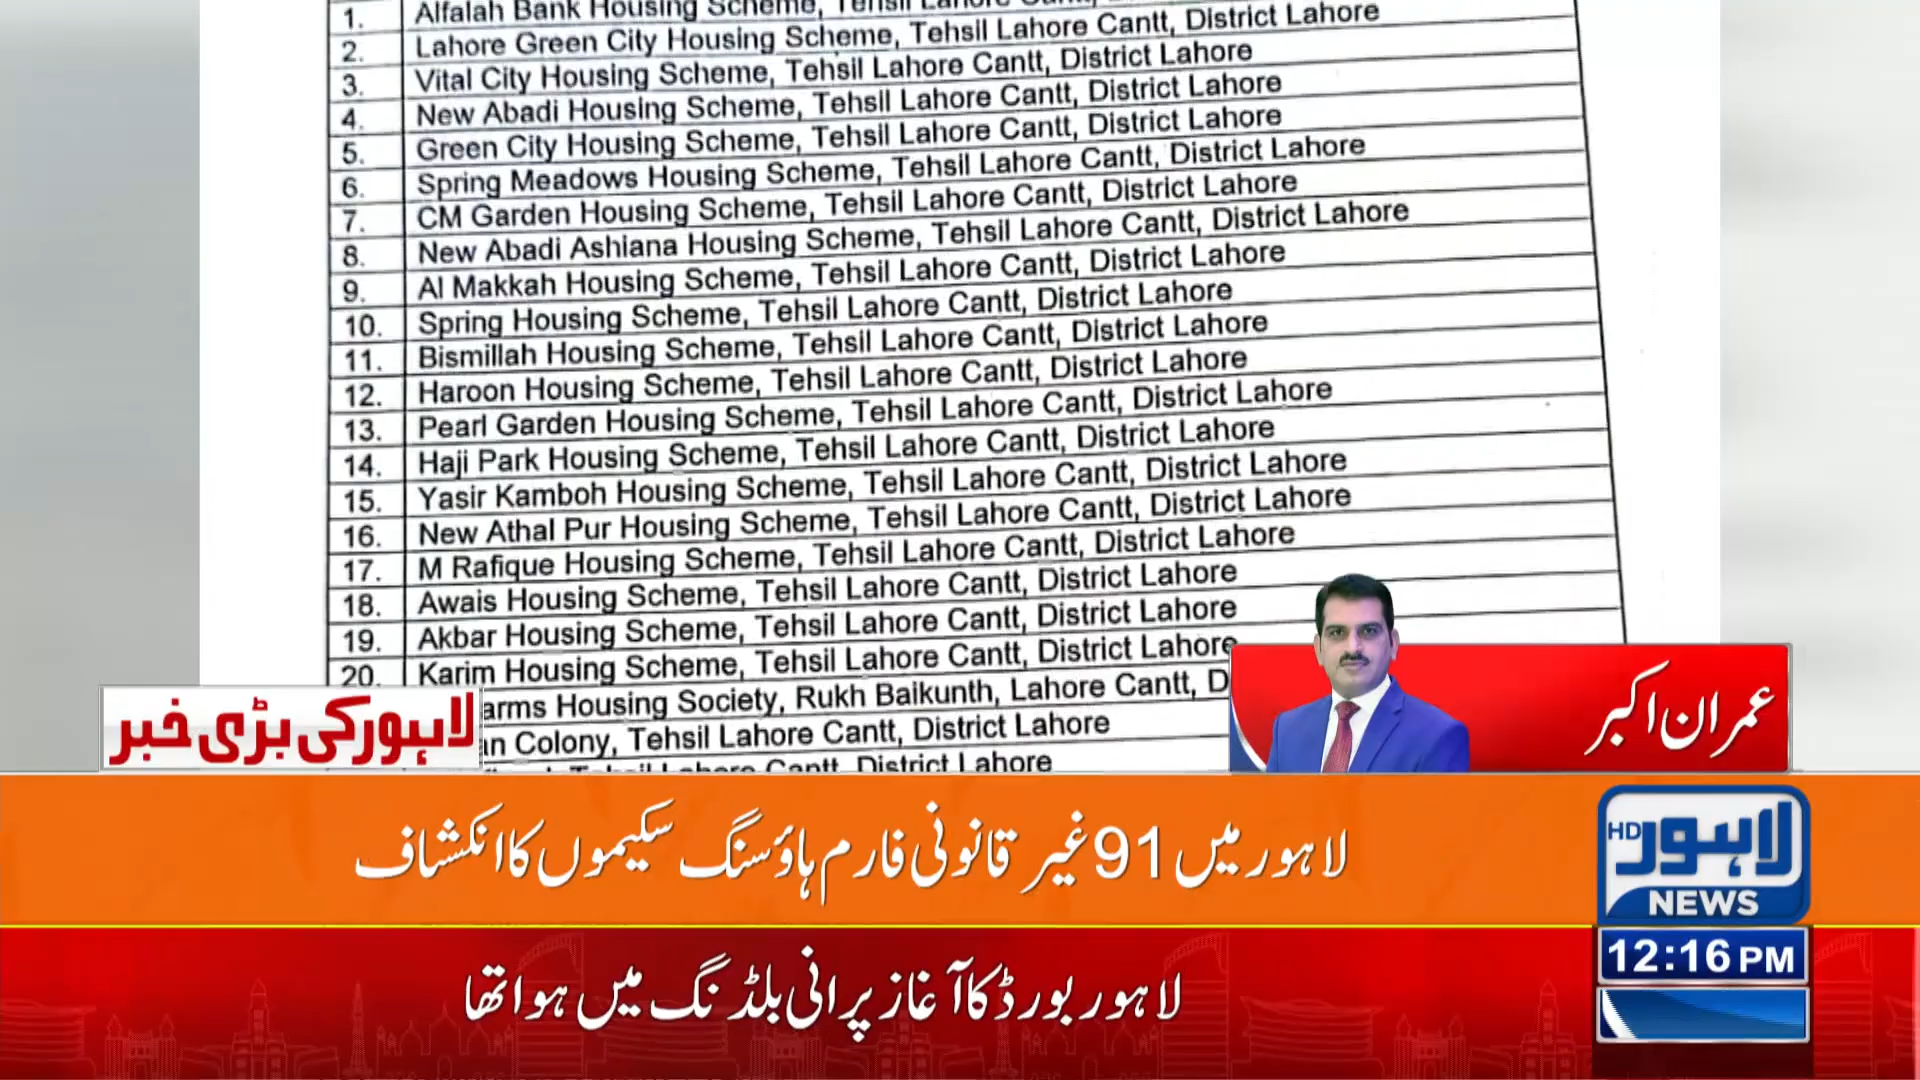 1. Alfalah Bank Housing Scheme, Tehsil Lahore Cantt,
2. Lahore Green City Housing Scheme, Tehsil Lahore Cantt, District Lahore
3. Vital City Housing Scheme, Tehsil Lahore Cantt, District Lahore
4. New Abadi Housing Scheme, Tehsil Lahore Cantt, District Lahore
5. Green City Housing Scheme, Tehsil Lahore Cantt, District Lahore
6. Spring Meadows Housing Scheme, Tehsil Lahore Cantt, District Lahore
7. CM Garden Housing Scheme, Tehsil Lahore Cantt, District Lahore
8. New Abadi Ashiana Housing Scheme, Tehsil Lahore Cantt, District Lahore
9. Al Makkah Housing Scheme, Tehsil Lahore Cantt, District Lahore
10. Spring Housing Scheme, Tehsil Lahore Cantt, District Lahore
11. Bismillah Housing Scheme, Tehsil Lahore Cantt, District Lahore
12. Haroon Housing Scheme, Tehsil Lahore Cantt, District Lahore
13. Pearl Garden Housing Scheme, Tehsil Lahore Cantt, District Lahore
14. Haji Park Housing Scheme, Tehsil Lahore Cantt, District Lahore
15. Yasir Kamboh Housing Scheme, Tehsil Lahore Cantt, District Lahore
16. New Athal Pur Housing Scheme, Tehsil Lahore Cantt, District Lahore
17. M Rafique Housing Scheme, Tehsil Lahore Cantt, District Lahore
18. Awais Housing Scheme, Tehsil Lahore Cantt, District Lahore
19. Akbar Housing Scheme, Tehsil Lahore Cantt, District Lahore
20. Karim Housing Scheme, Tehsil Lahore Cantt, District Lahore
arms Housing Society, Rukh Baikunth, Lahore Cantt, D
an Colony, Tehsil Lahore Cantt, District Lahore
Tehsil Lahore Cantt, District Lahore
عمران اکبر
لاہور کی بڑی خبر
لاہور میں 91 غیر قانونی فارم ہاؤسنگ سکیموں کا انکشاف
لاہور HD
NEWS
12:16 PM
لاہور بورڈ کا آغاز پرانی بلڈنگ میں ہوا تھا